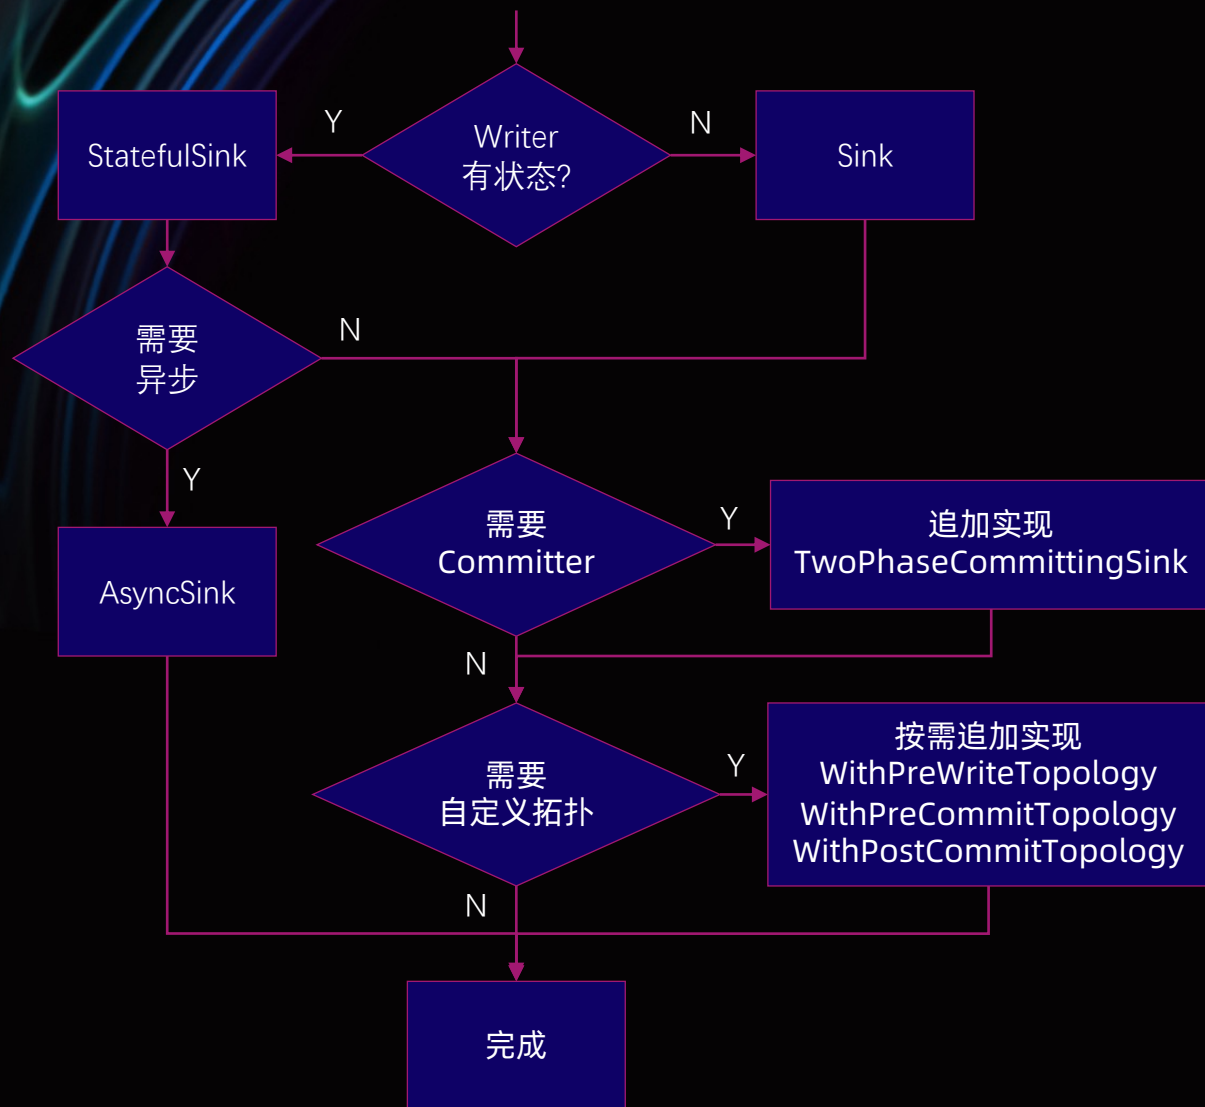 Y
Writer
有状态?
N
StatefulSink
Sink
需要
异步
N
Y
AsyncSink
需要
Committer
Y
追加实现
TwoPhaseCommittingSink
N
需要
自定义拓扑
Y
按需追加实现
WithPreWriteTopology
WithPreCommitTopology
WithPostCommitTopology
N
完成